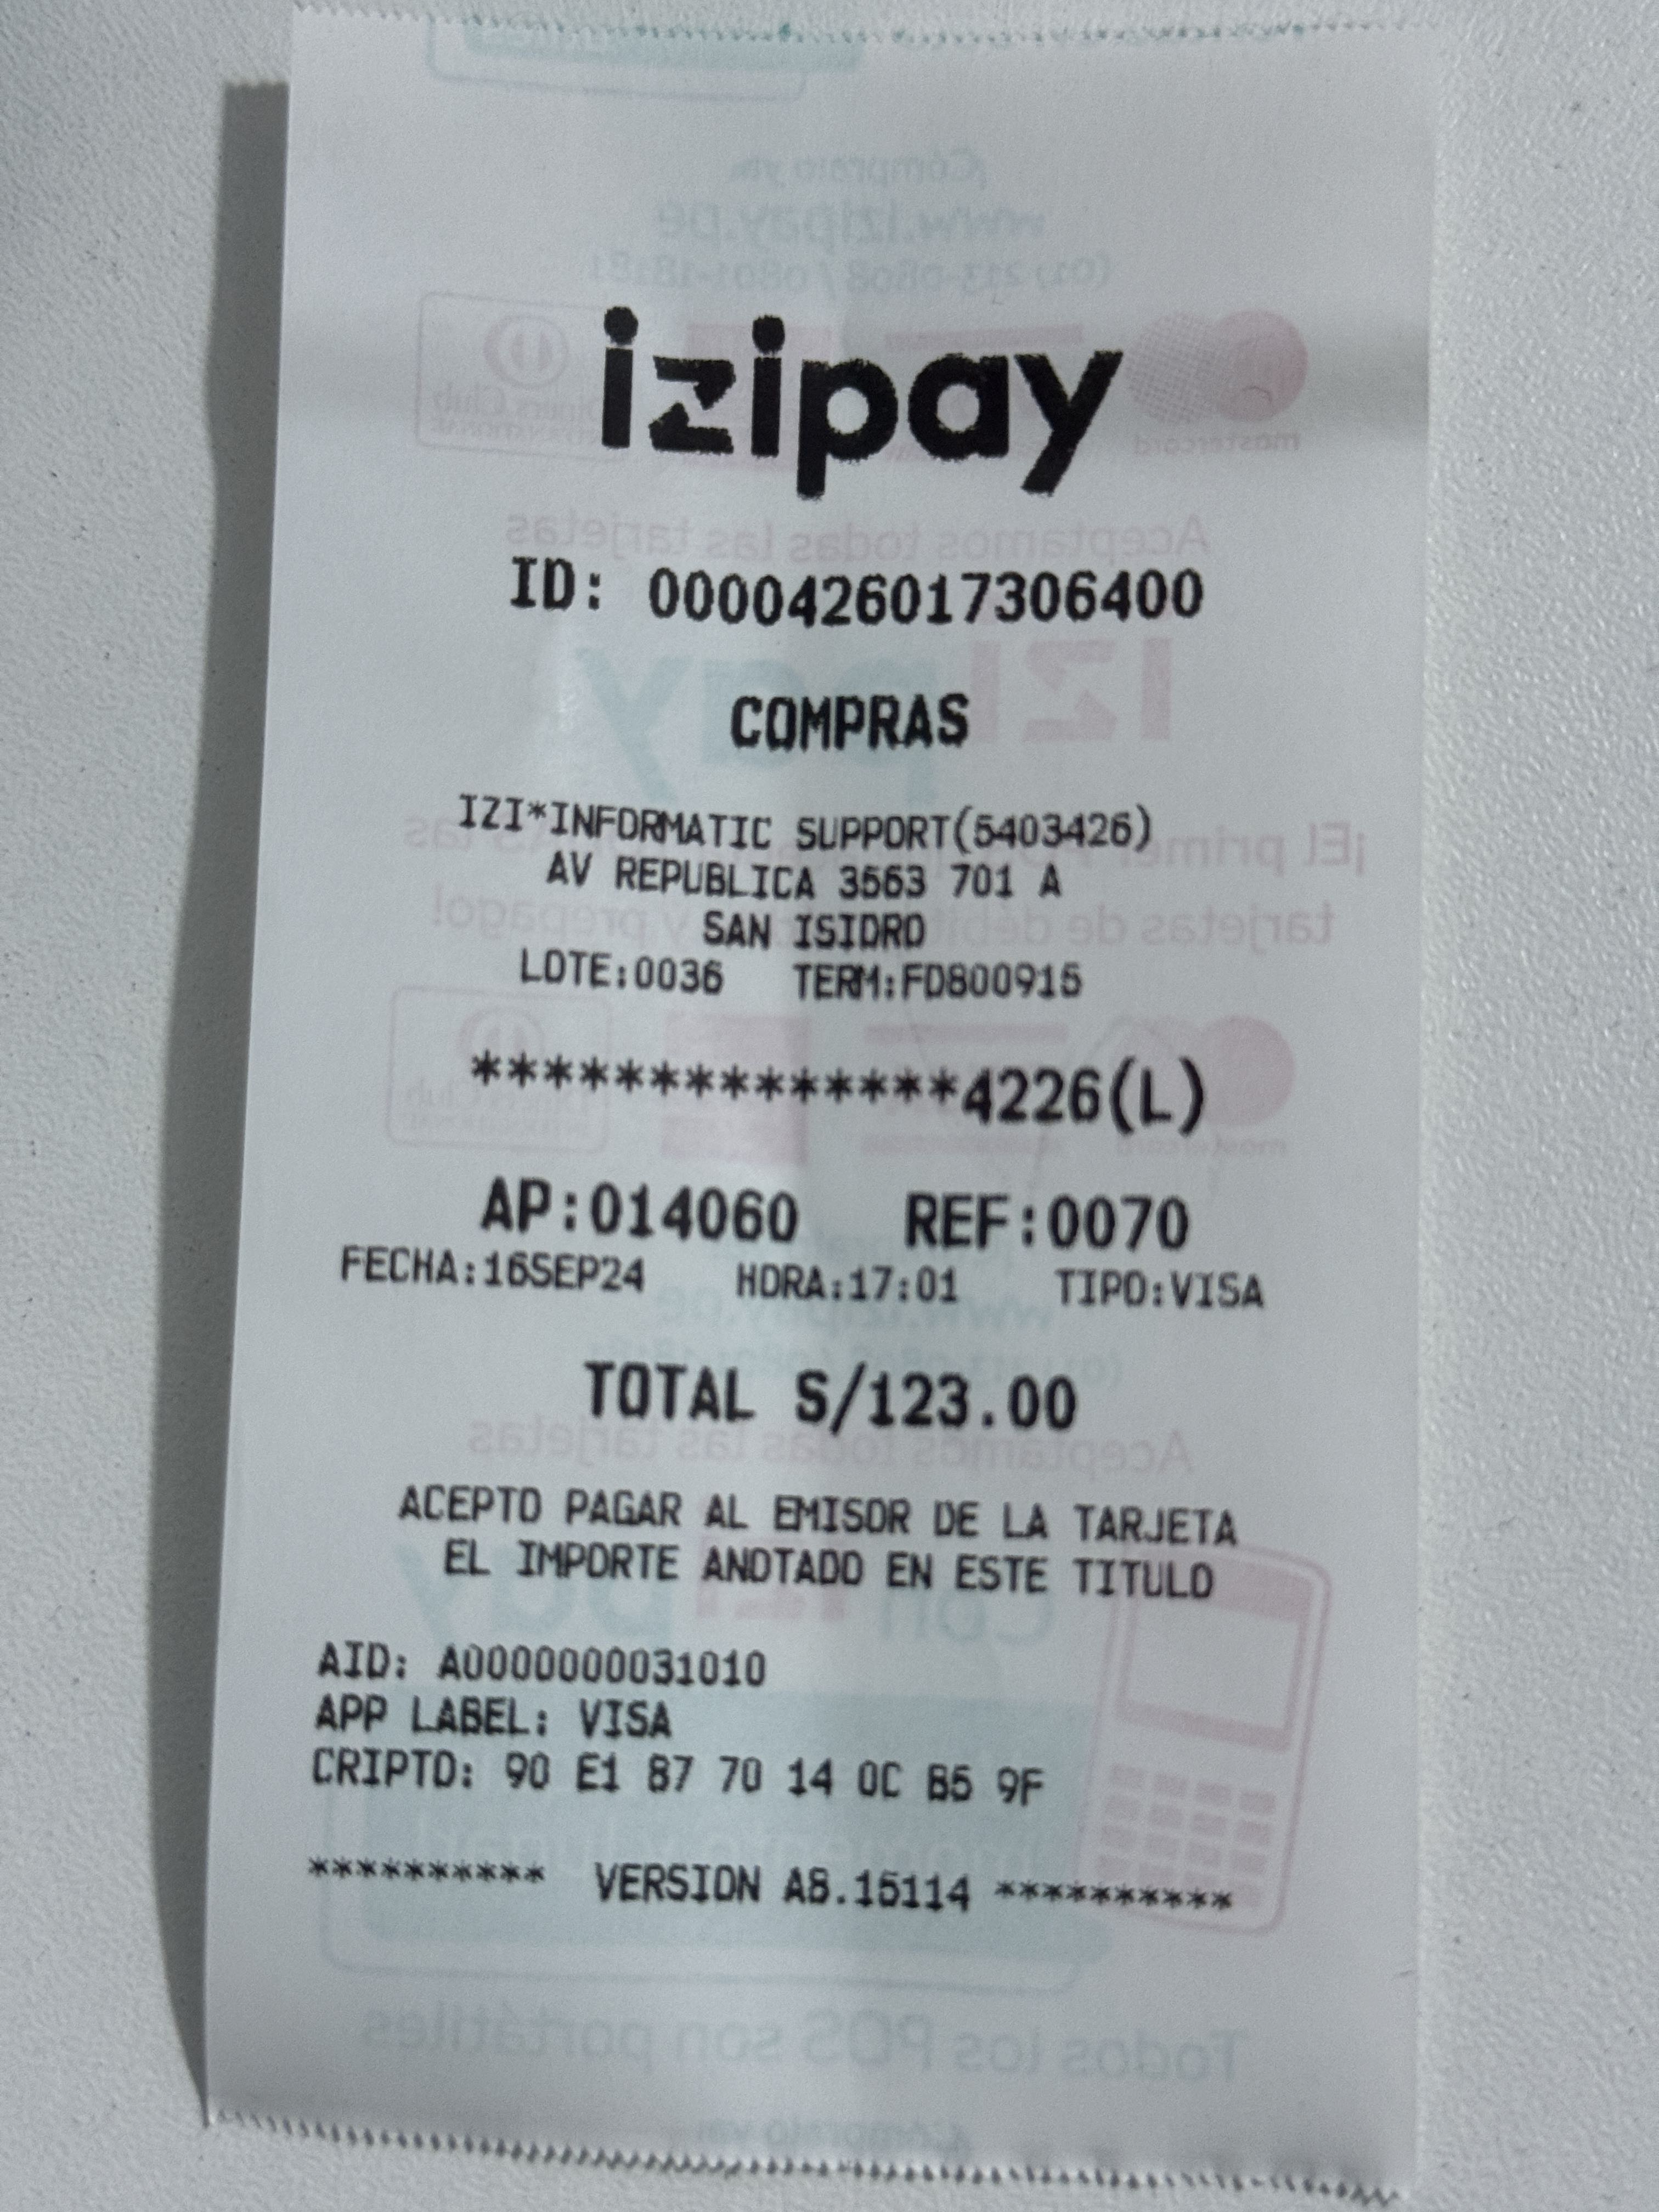 izipay
ID: 0000426017306400
COMPRAS
IZI*INFORMATIC SUPPORT(5403426)
AV REPUBLICA 3563 701 A
SAN ISIDRO
LOTE:0036 TERM:FD800915
**************4226(L)
AP:014060 REF:0070
FECHA:16SEP24 HORA:17:01 TIPO:VISA
TOTAL S/123.00
ACEPTO PAGAR AL EMISOR DE LA TARJETA
EL IMPORTE ANOTADO EN ESTE TITULO
AID: A0000000031010
APP LABEL: VISA
CRIPTO: 90 E1 87 70 14 0C B5 9F
********** VERSION A8.15114 **********